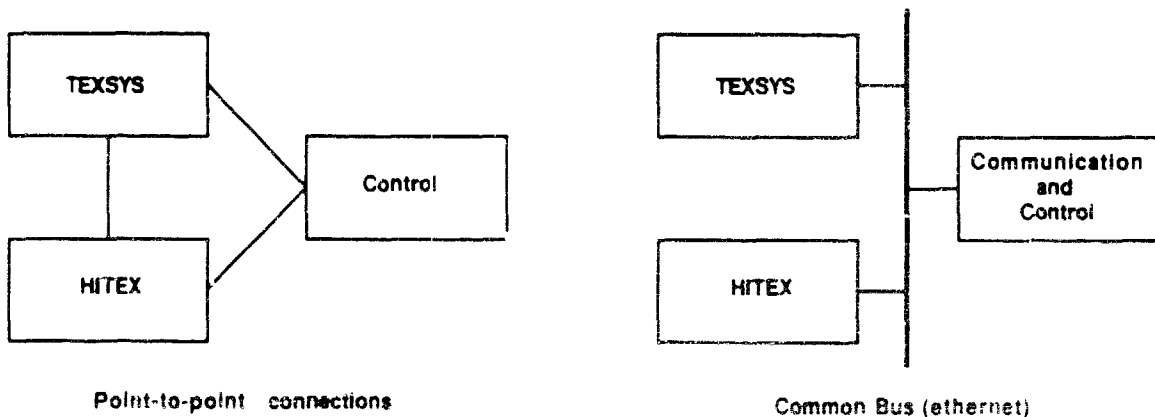 TEXSYS
Control
HITEX
Point-to-point connections
TEXSYS
Communication
and
Control
HITEX
Common Bus (ethernet)